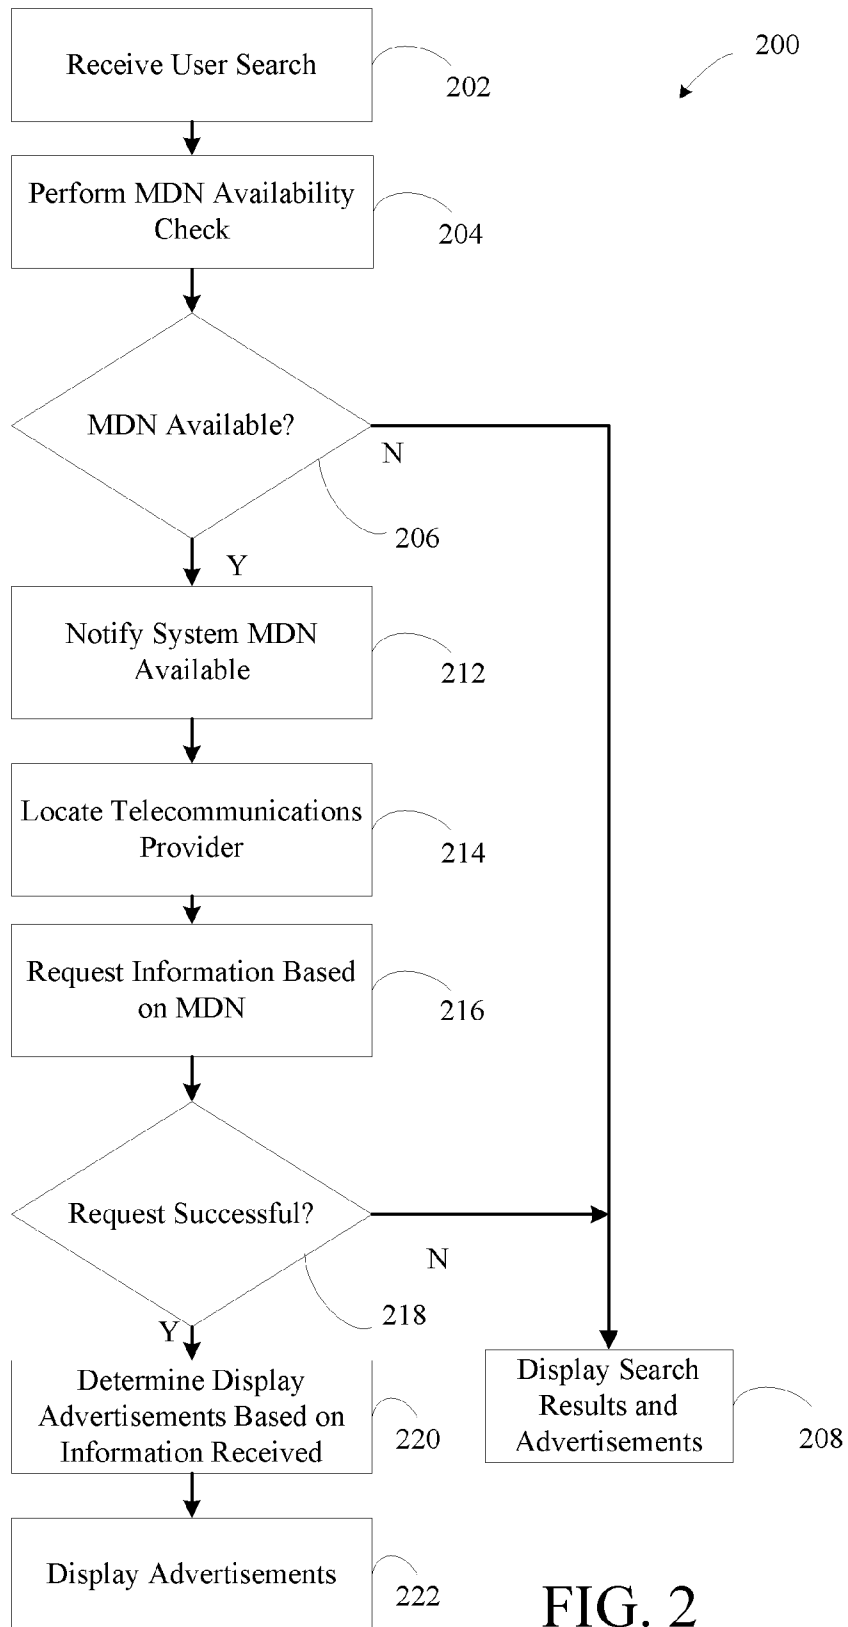 Receive User Search
202
200
Perform MDN Availability
Check
204
MDN Available?
N
206
Y
Notify System MDN
Available
212
Locate Telecommunications
Provider
214
Request Information Based
on MDN
216
Request Successful?
N
218
Y
Determine Display
Advertisements Based on
Information Received
220
Display Search
Results and
Advertisements
208
Display Advertisements
222
FIG. 2